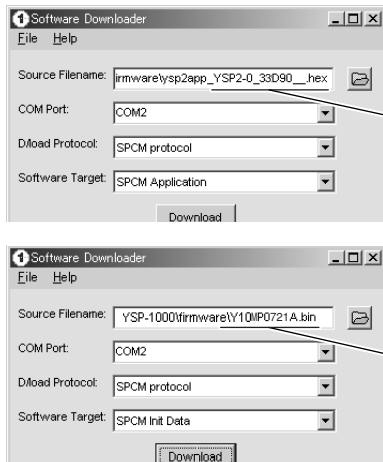 Software Downloader
File Help
Source Filename: irmware\ysp2app_YSP2-0_33D90__.hex
COM Port: COM2
D/load Protocol: SPCM protocol
Software Target: SPCM Application
Download
Software Downloader
File Help
Source Filename: YSP-1000\firmware\Y10MP0721A.bin
COM Port: COM2
D/load Protocol: SPCM protocol
Software Target: SPCM Init Data
Download